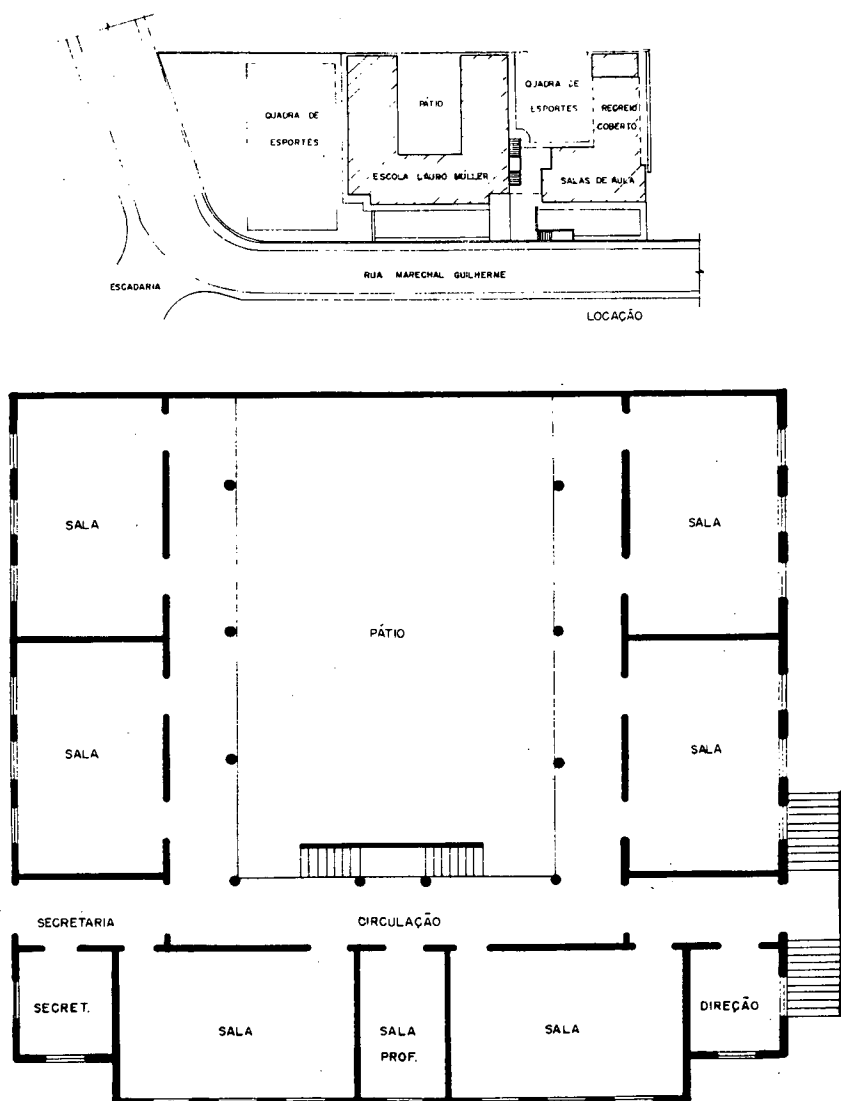 QUADRA DE
ESPORTES
PÁTIO
QUADRA DE
ESPORTES
RECREIO
COBERTO
ESCOLA LAURO MÜLLER
SALAS DE AULA
RUA MARECHAL GUILHERME
ESCADARIA
LOCAÇÃO
SALA
SALA
PÁTIO
SALA
SALA
SECRETARIA
CIRCULAÇÃO
SECRET.
SALA
SALA
PROF.
SALA
DIREÇÃO